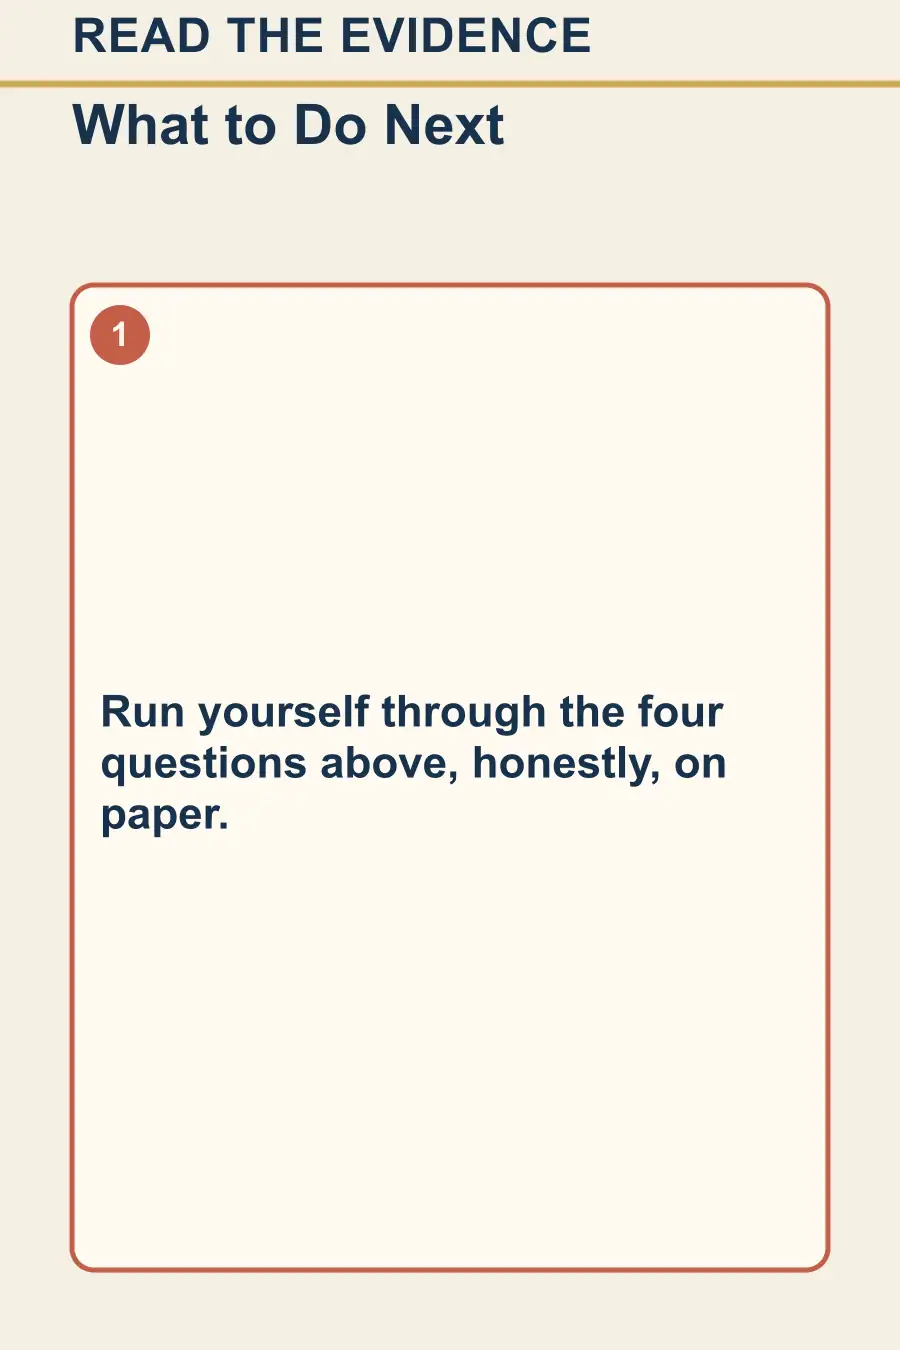 READ THE EVIDENCE
What to Do Next
1
Run yourself through the four
questions above, honestly, on
paper.